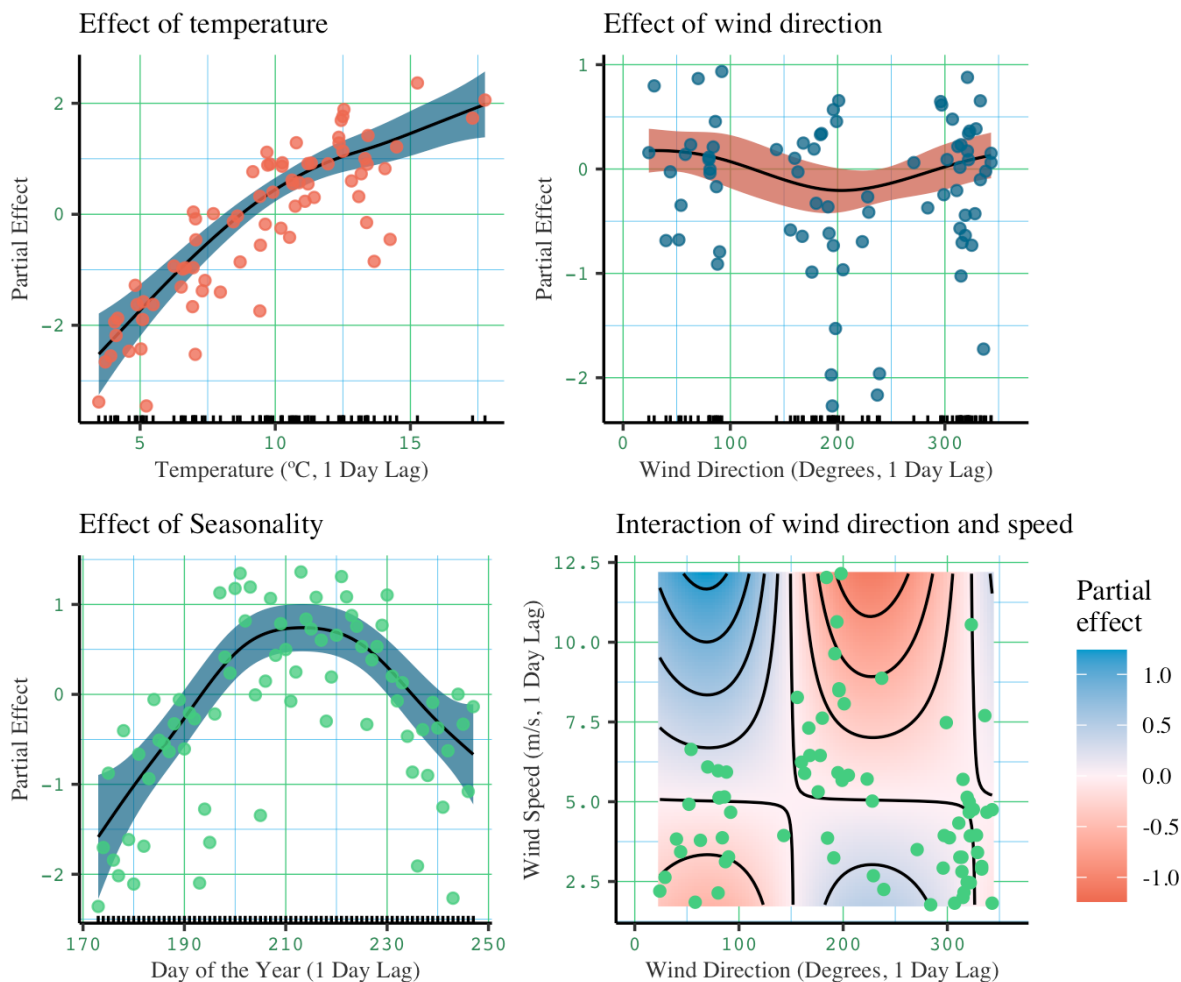 Effect of temperature
Partial Effect
2
0
−2
5 10 15
Temperature (ºC, 1 Day Lag)
Effect of wind direction
Partial Effect
1
0
−1
−2
0 100 200 300
Wind Direction (Degrees, 1 Day Lag)
Effect of Seasonality
Partial Effect
1
0
−1
−2
170 190 210 230 250
Day of the Year (1 Day Lag)
Interaction of wind direction and speed
Wind Speed (m/s, 1 Day Lag)
12.5
10.0
7.5
5.0
2.5
0 100 200 300
Wind Direction (Degrees, 1 Day Lag)
Partial
effect
1.0
0.5
0.0
-0.5
-1.0